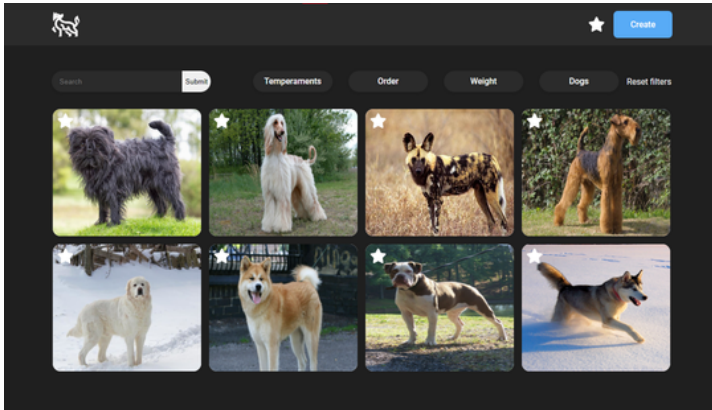 Create
Search
Submit
Temperaments
Order
Weight
Dogs
Reset filters